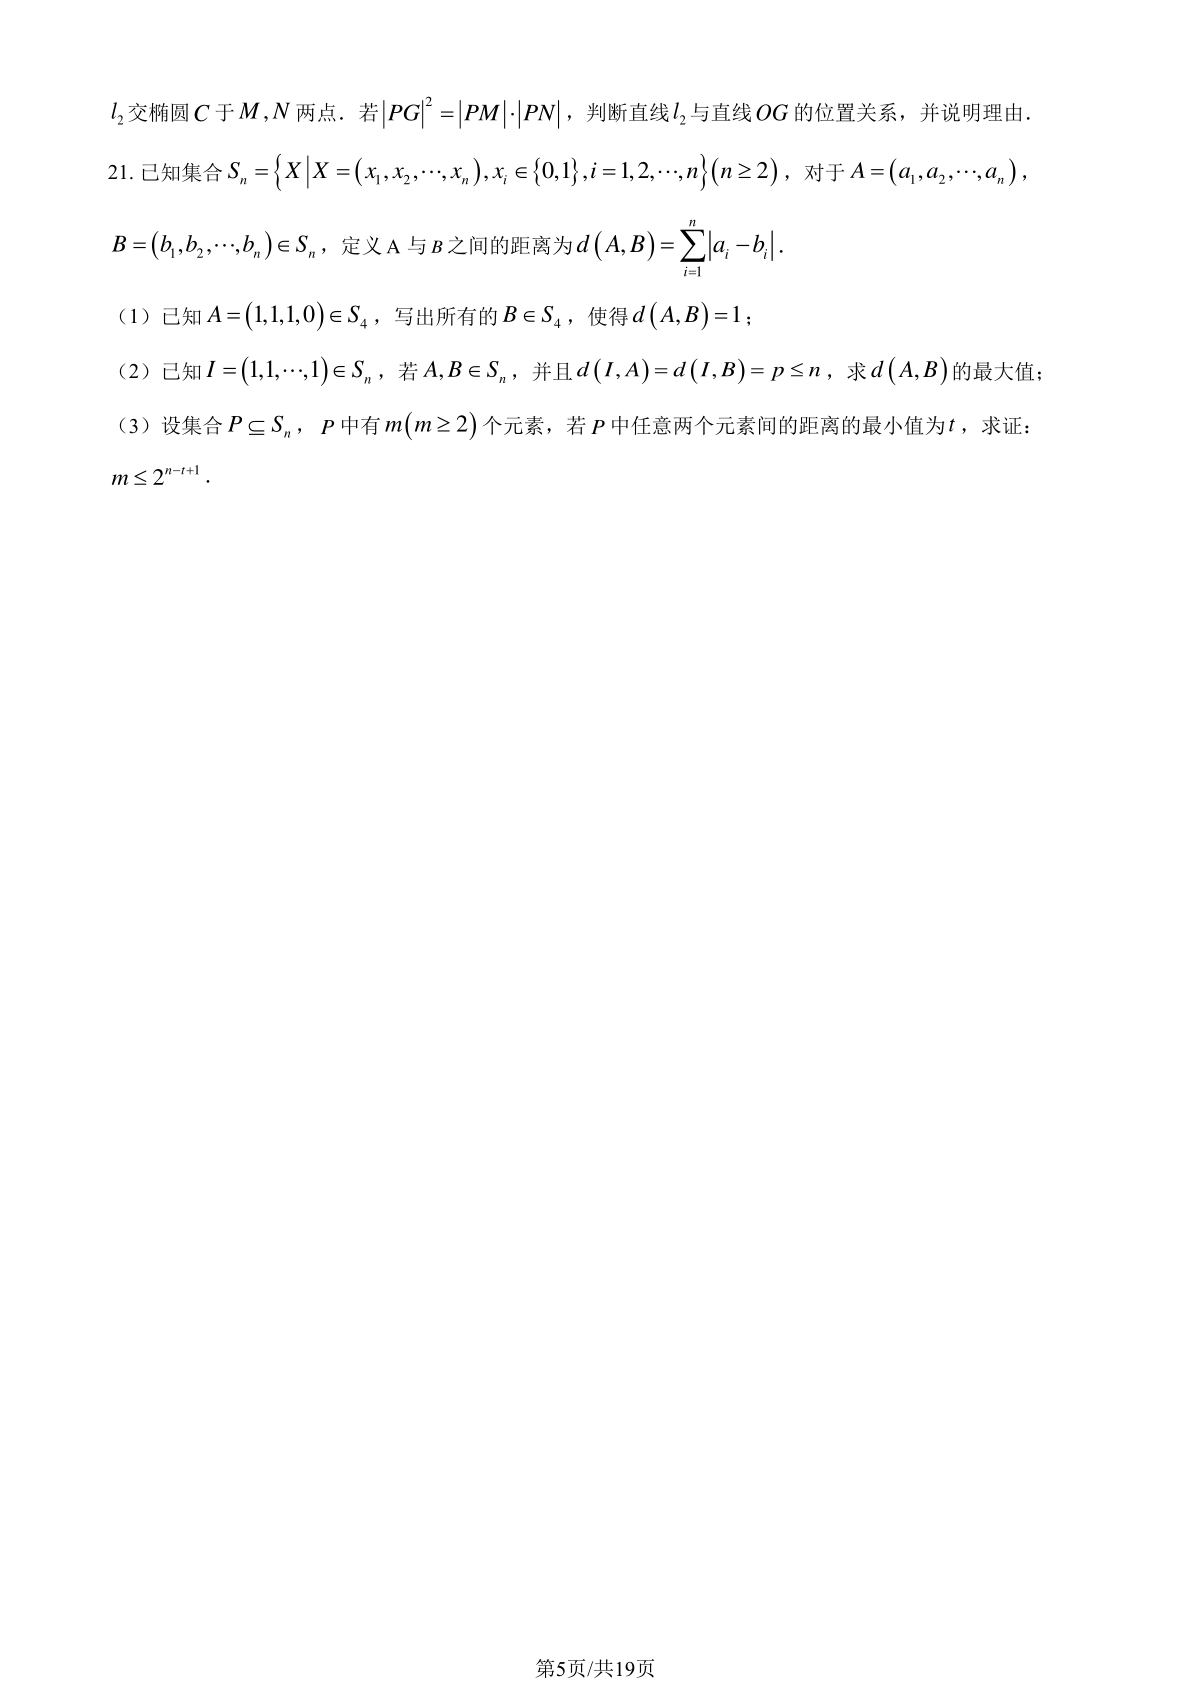 l₂交椭圆C于M,N两点．若|PG|²=|PM|·|PN|，判断直线l₂与直线OG的位置关系，并说明理由．
21. 已知集合Sₙ={X|X=(x₁,x₂,⋯,xₙ),xᵢ∈{0,1},i=1,2,⋯,n}(n≥2)，对于A=(a₁,a₂,⋯,aₙ)，
B=(b₁,b₂,⋯,bₙ)∈Sₙ，定义A与B之间的距离为d(A,B)=∑ⁿᵢ₌₁|aᵢ−bᵢ|．
（1）已知A=(1,1,1,0)∈S₄，写出所有的B∈S₄，使得d(A,B)=1；
（2）已知I=(1,1,⋯,1)∈Sₙ，若A,B∈Sₙ，并且d(I,A)=d(I,B)=p≤n，求d(A,B)的最大值；
（3）设集合P⊆Sₙ，P中有m(m≥2)个元素，若P中任意两个元素间的距离的最小值为t，求证：
m≤2ⁿ⁻ᵗ⁺¹．
第5页/共19页